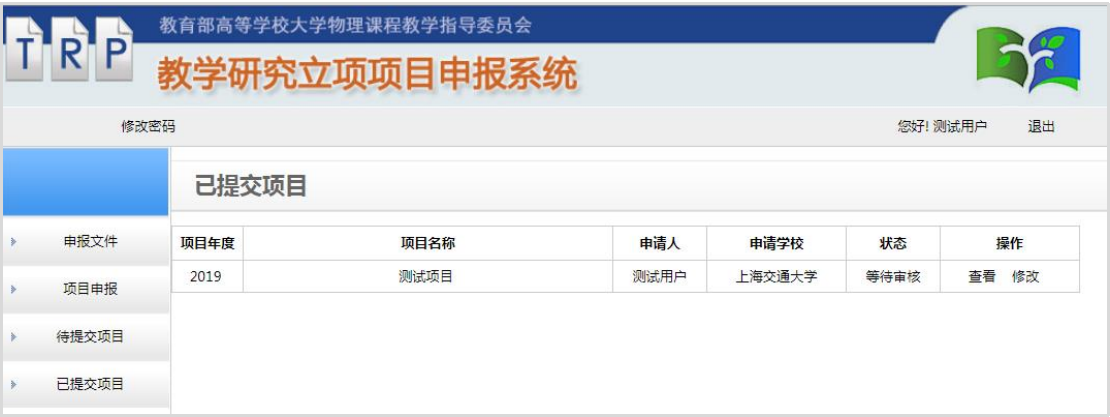 TRP
教育部高等学校大学物理课程教学指导委员会
教学研究立项项目申报系统
修改密码 您好! 测试用户 退出
已提交项目
申报文件
项目申报
待提交项目
已提交项目
项目年度 项目名称 申请人 申请学校 状态 操作
2019 测试项目 测试用户 上海交通大学 等待审核 查看 修改